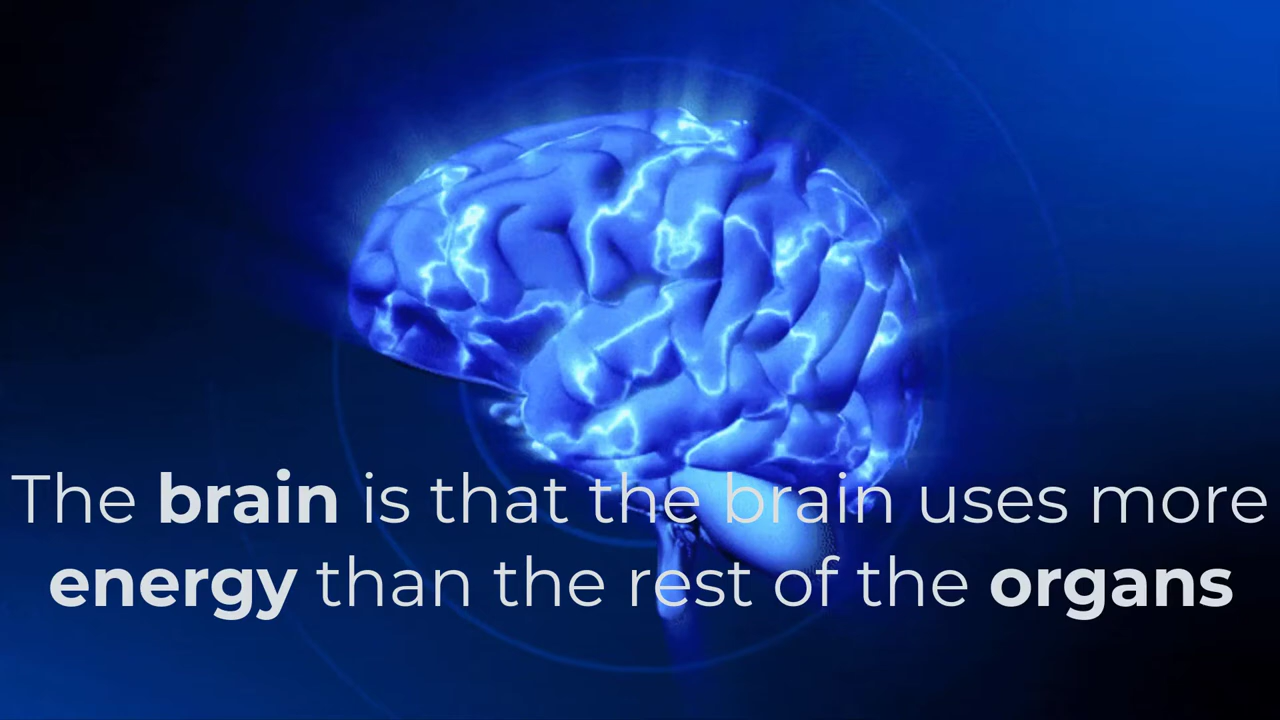 The brain is that the brain uses more
energy than the rest of the organs